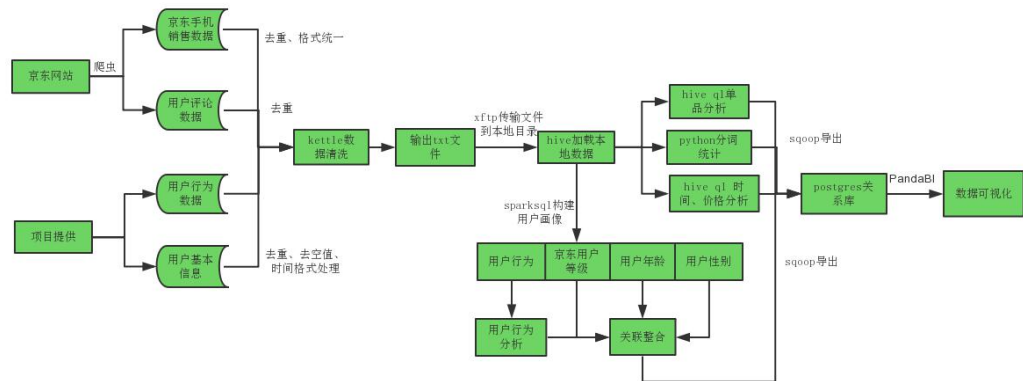 京东手机
销售数据
去重、格式统一
京东网站
爬虫
用户评论
数据
去重
kettle数
据清洗
输出txt文
件
xftp传输文件
到本地目录
hive加载本
地数据
hive ql单
品分析
python分词
统计
hive ql 时
间、价格分析
sqoop导出
postgres关
系库
PandaBI
数据可视化
用户行为
数据
项目提供
用户基本
信息
去重、去空值、
时间格式处理
sparksql构建
用户画像
用户行为
京东用户
等级
用户年龄
用户性别
sqoop导出
用户行为
分析
关联整合